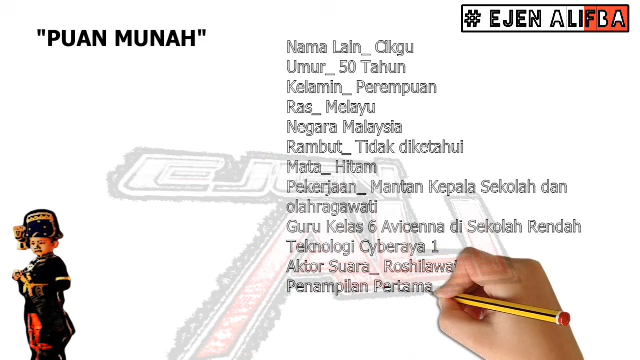 # EJEN ALIFBA
"PUAN MUNAH"
Nama Lain_ Cikgu
Umur_ 50 Tahun
Kelamin_ Perempuan
Ras_ Melayu
Negara Malaysia
Rambut_ Tidak diketahui
Mata_ Hitam
Pekerjaan_ Mantan Kepala Sekolah dan
olahragawati
Guru Kelas 6 Avicenna di Sekolah Rendah
Teknologi Cyberaya 1
Aktor Suara_ Roshilawat
Penampilan Pertama
EJEN